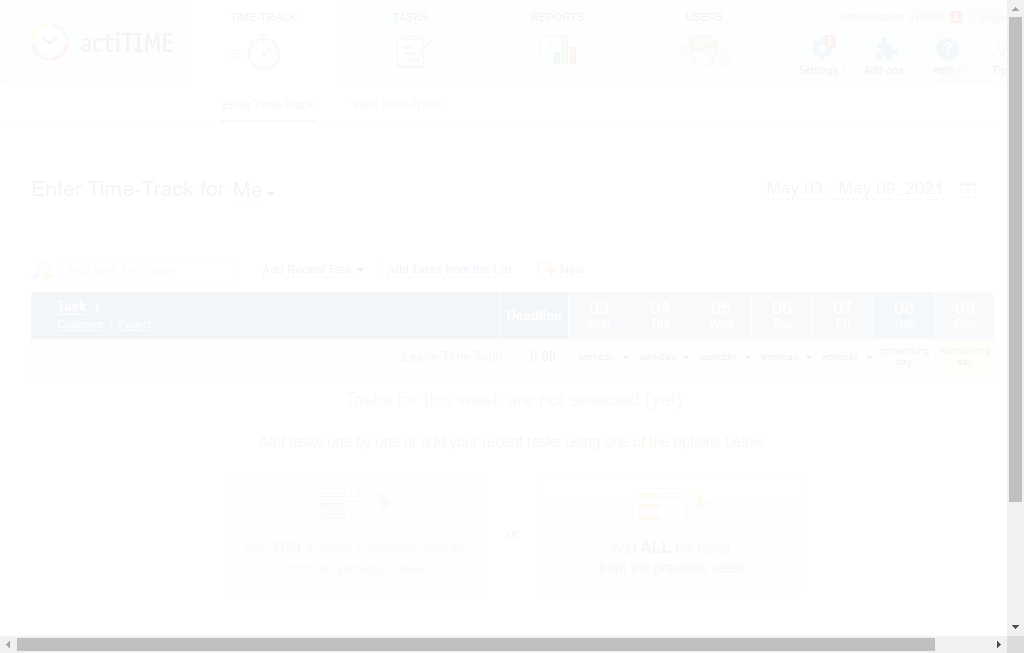 TIME-TRACK TASKS REPORTS USERS
Administrator System
actiTIME
Settings Add-ons Help
Enter Time-Track View Time-Track
Enter Time-Track for Me May 03 - May 09, 2021
Add task by name Add Recent Task Add Tasks from the List New
Task Deadline 03 04 05 06 07 08 09
Customer / Project Mon Tue Wed Thu Fri Sat Sun
Leave Time Total 0:00 workday workday workday workday workday nonworking day nonworking day
Tasks for this week are not selected (yet)
Add tasks one by one or add your recent tasks using one of the options below:
Add ONLY tasks I reported time for
from the previous week
or
Add ALL my tasks
from the previous week